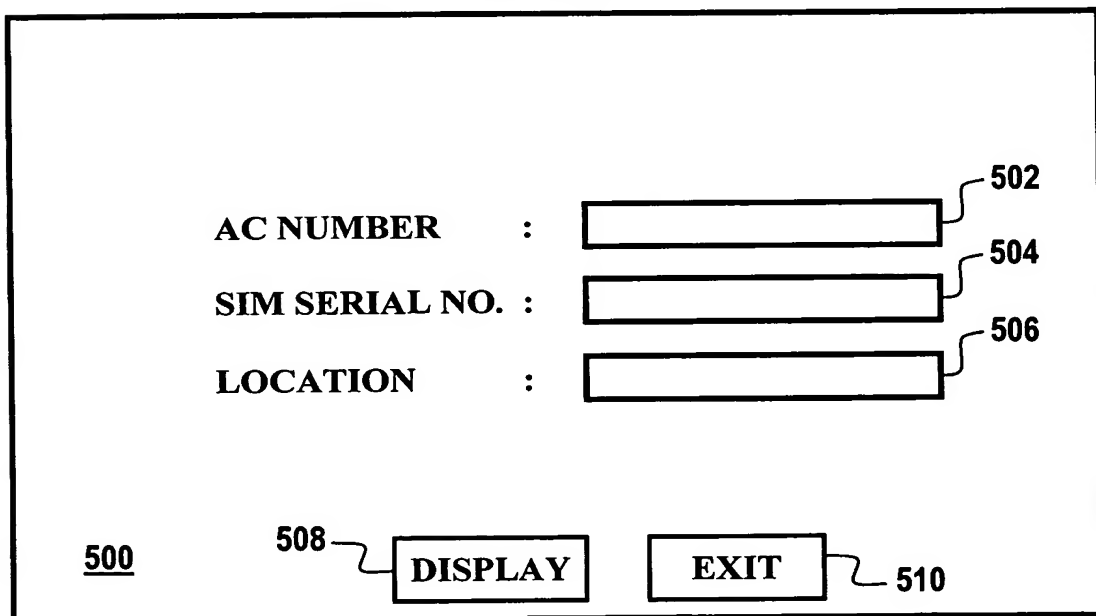 502
AC NUMBER :
504
SIM SERIAL NO. :
506
LOCATION :
500 508 DISPLAY EXIT 510